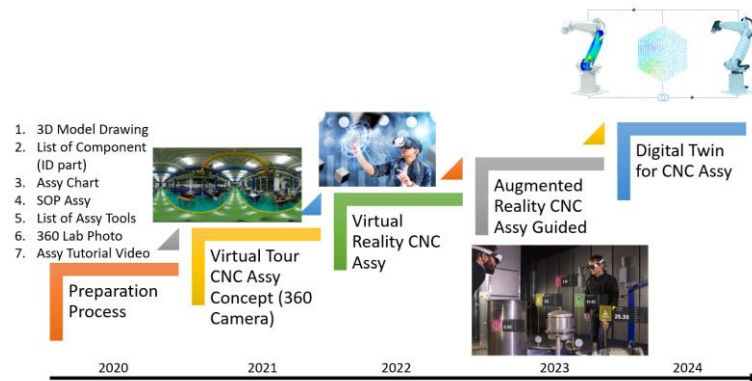 1. 3D Model Drawing
2. List of Component
(ID part)
3. Assy Chart
4. SOP Assy
5. List of Assy Tools
6. 360 Lab Photo
7. Assy Tutorial Video
Preparation
Process
Virtual Tour
CNC Assy
Concept (360
Camera)
Virtual
Reality CNC
Assy
Augmented
Reality CNC
Assy Guided
Digital Twin
for CNC Assy
25.20
2020
2021
2022
2023
2024